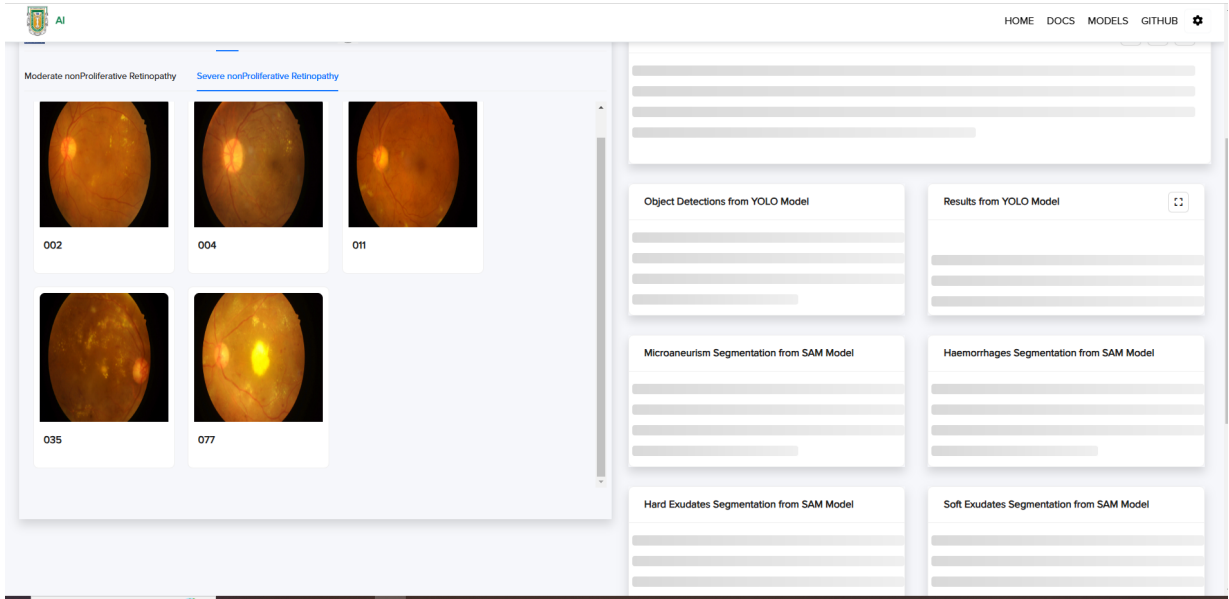 AI
HOME DOCS MODELS GITHUB
Moderate nonProliferative Retinopathy
Severe nonProliferative Retinopathy
002
004
011
035
077
Object Detections from YOLO Model
Results from YOLO Model
Microaneurism Segmentation from SAM Model
Haemorrhages Segmentation from SAM Model
Hard Exudates Segmentation from SAM Model
Soft Exudates Segmentation from SAM Model